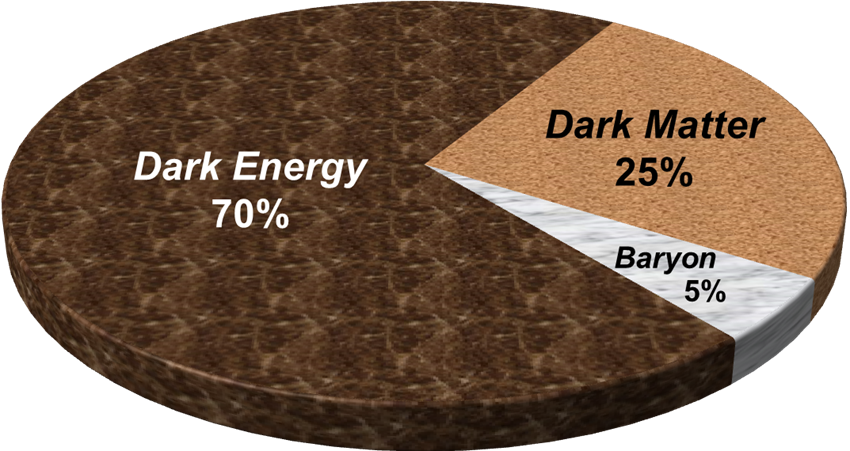 Dark Energy
70%
Dark Matter
25%
Baryon
5%